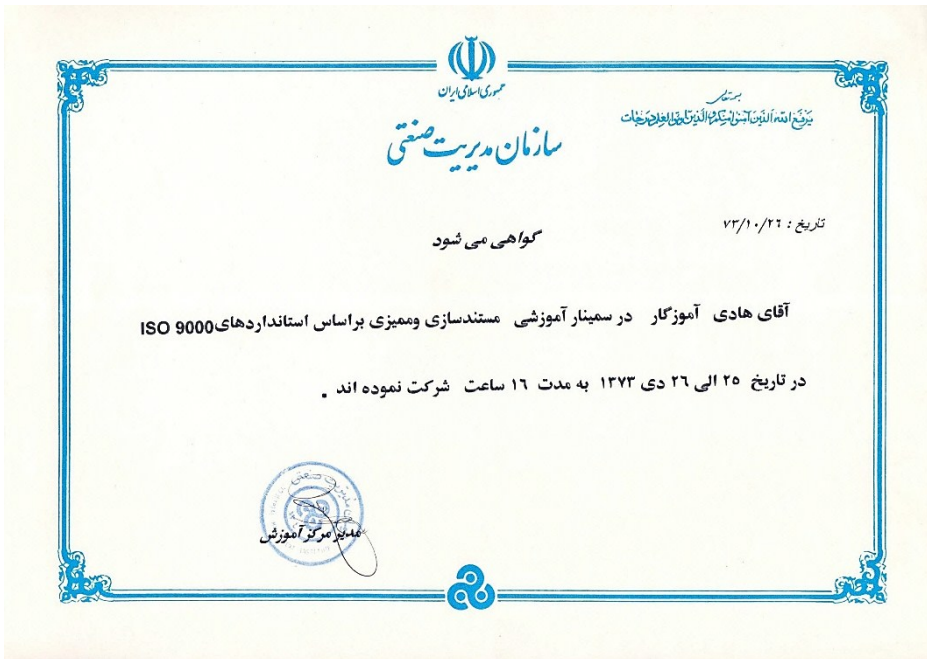 جمهوری اسلامی ایران
بسمه تعالی
یرفع الله الذین آمنوا منکم والذین اوتوا العلم درجات
سازمان مدیریت صنعتی
تاریخ : ۷۳/۱۰/۲۶
گواهی می شود
آقای هادی آموزگار در سمینار آموزشی مستندسازی وممیزی براساس استانداردهای ISO 9000
در تاریخ ۲۵ الی ۲۶ دی ۱۳۷۳ به مدت ۱۶ ساعت شرکت نموده اند .
مدیر مرکز آموزش